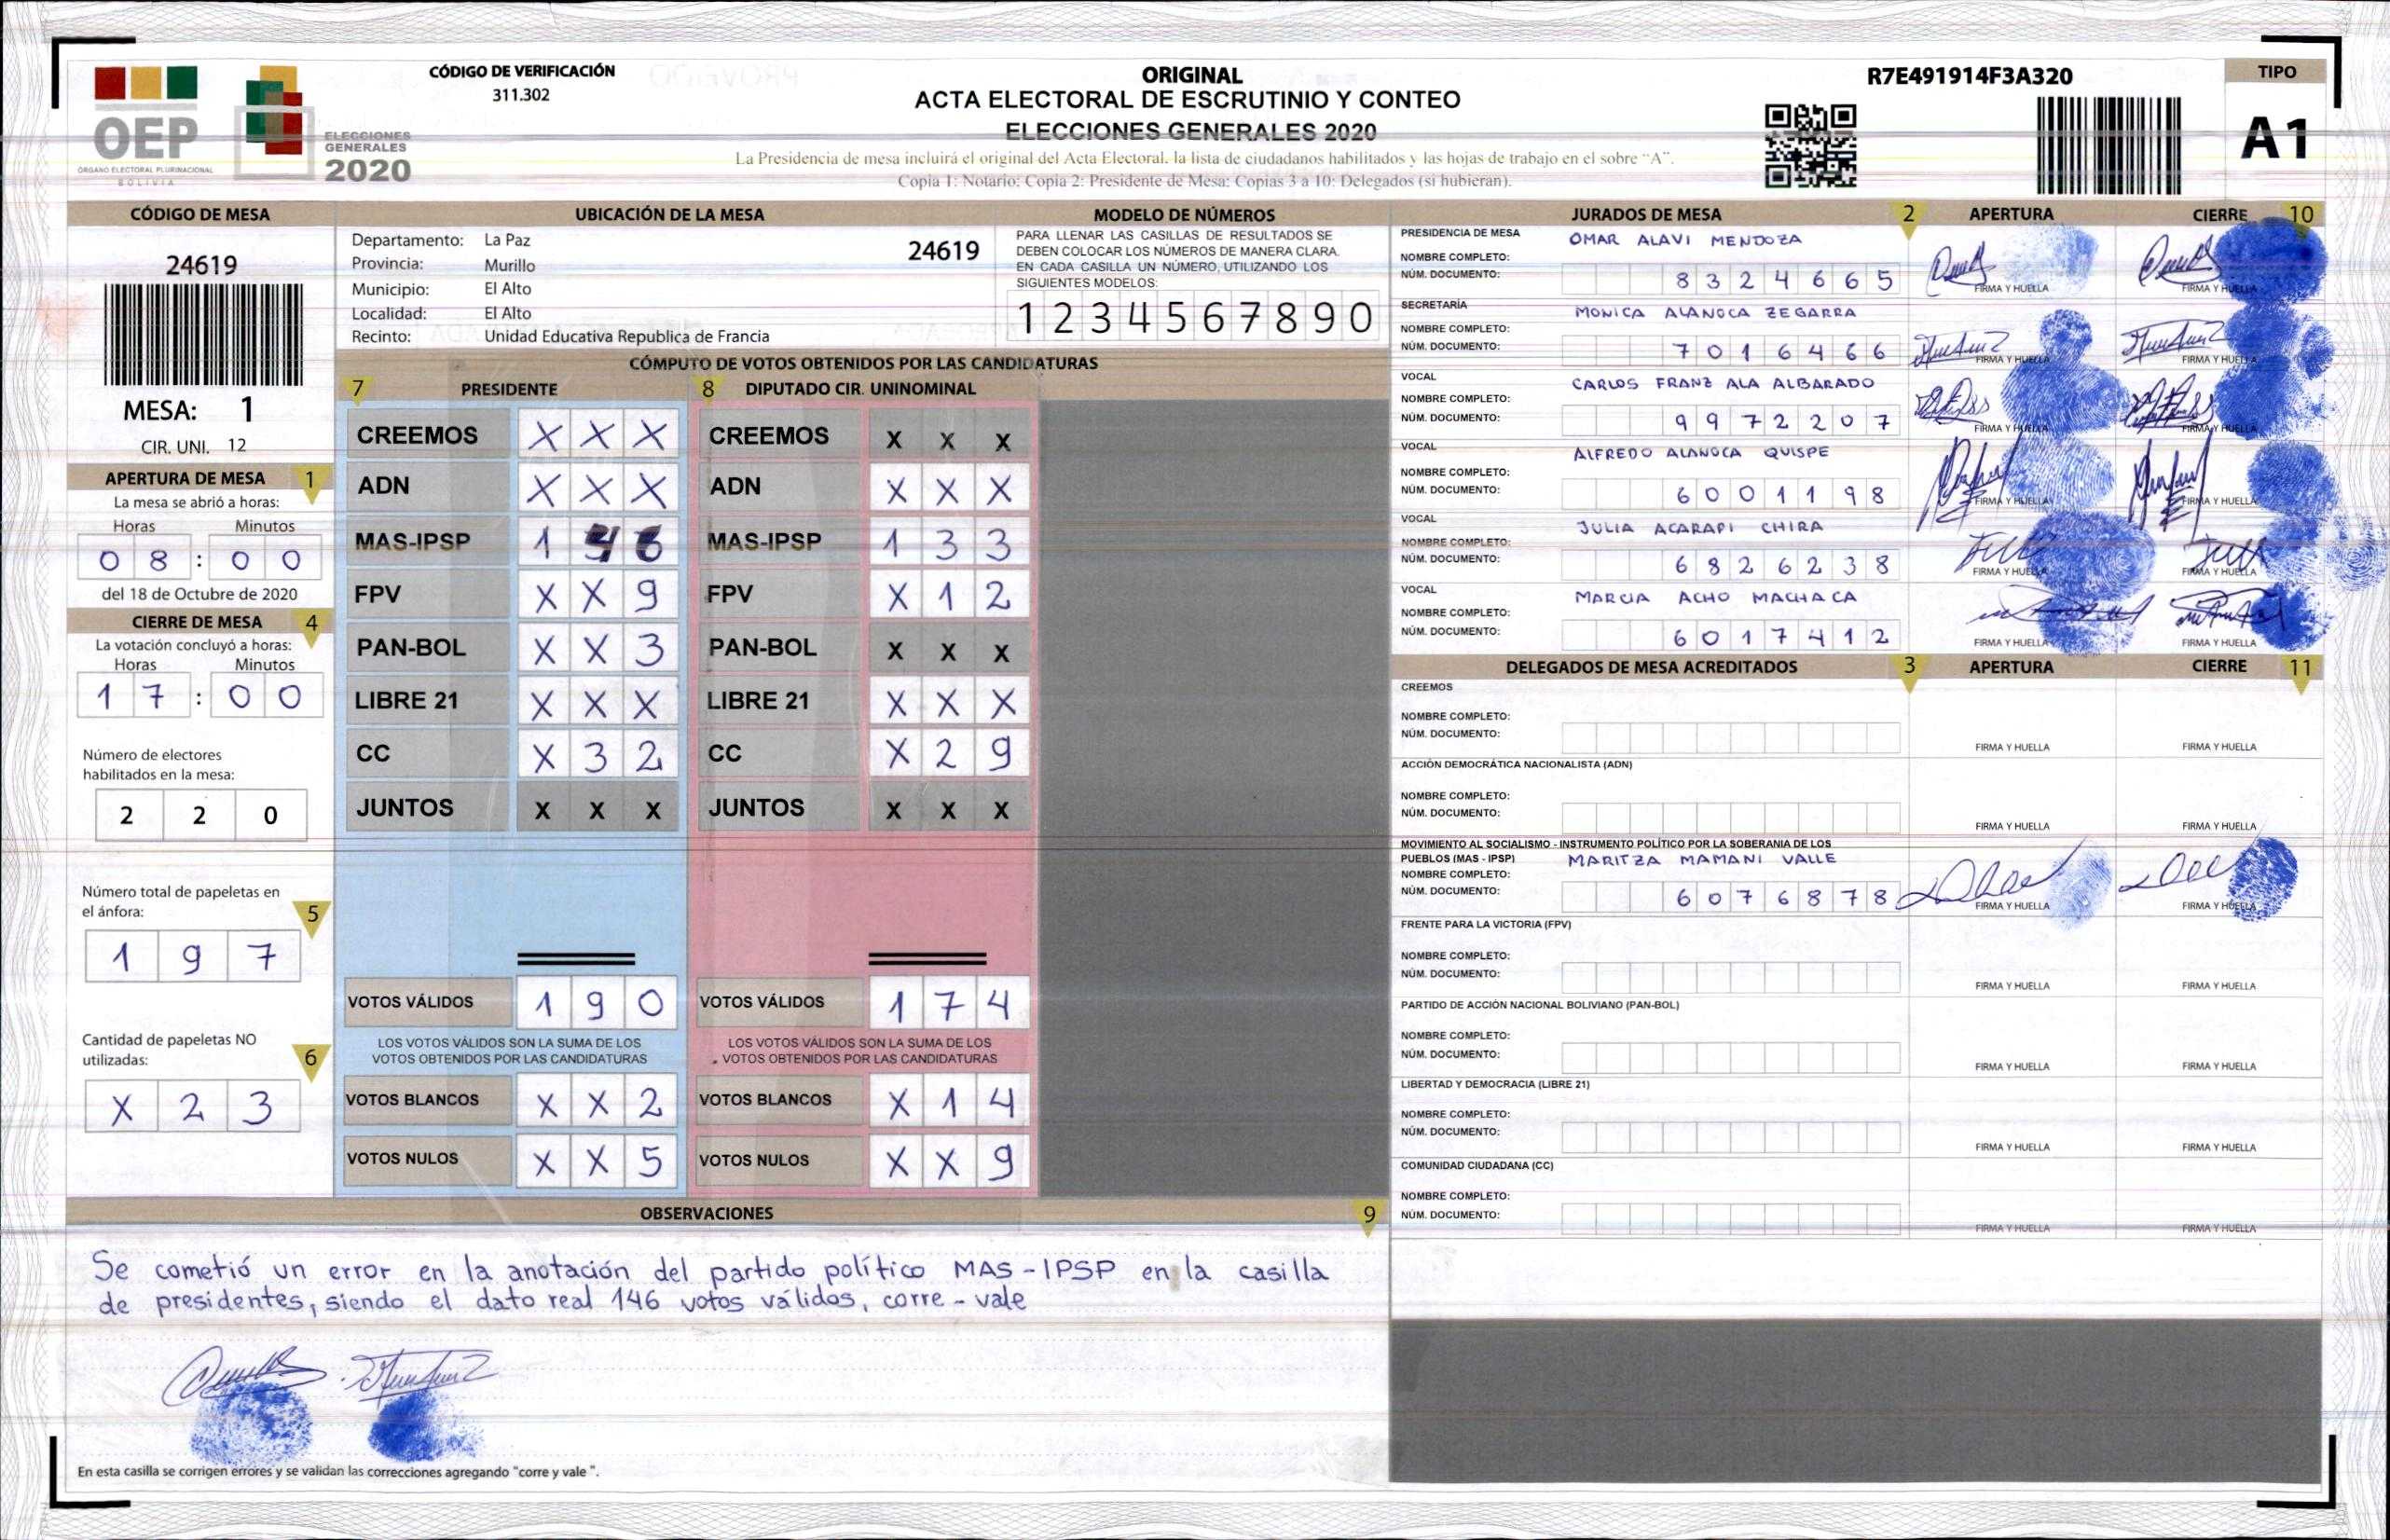 OEP
ÓRGANO ELECTORAL PLURINACIONAL
BOLIVIA
ELECCIONES
GENERALES
2020
CÓDIGO DE VERIFICACIÓN
311.302
ORIGINAL
ACTA ELECTORAL DE ESCRUTINIO Y CONTEO
ELECCIONES GENERALES 2020
La Presidencia de mesa incluirá el original del Acta Electoral. la lista de ciudadanos habilitados y las hojas de trabajo en el sobre "A".
Copia 1: Notario; Copia 2: Presidente de Mesa; Copias 3 a 10: Delegados (si hubieran).
R7E491914F3A320
TIPO
A1
CÓDIGO DE MESA
24619
MESA: 1
CIR. UNI. 12
APERTURA DE MESA 1
La mesa se abrió a horas:
Horas Minutos
0 8 : 0 0
del 18 de Octubre de 2020
CIERRE DE MESA 4
La votación concluyó a horas:
Horas Minutos
1 7 : 0 0
Número de electores
habilitados en la mesa:
2 2 0
Número total de papeletas en
el ánfora: 5
1 9 7
Cantidad de papeletas NO
utilizadas: 6
X 2 3
UBICACIÓN DE LA MESA
Departamento: La Paz 24619
Provincia: Murillo
Municipio: El Alto
Localidad: El Alto
Recinto: Unidad Educativa Republica de Francia
MODELO DE NÚMEROS
PARA LLENAR LAS CASILLAS DE RESULTADOS SE
DEBEN COLOCAR LOS NÚMEROS DE MANERA CLARA.
EN CADA CASILLA UN NÚMERO, UTILIZANDO LOS
SIGUIENTES MODELOS:
1 2 3 4 5 6 7 8 9 0
CÓMPUTO DE VOTOS OBTENIDOS POR LAS CANDIDATURAS
7 PRESIDENTE 8 DIPUTADO CIR. UNINOMINAL
CREEMOS X X X CREEMOS X X X
ADN X X X ADN X X X
MAS-IPSP 1 4 6 MAS-IPSP 1 3 3
FPV X X 9 FPV X 1 2
PAN-BOL X X 3 PAN-BOL X X X
LIBRE 21 X X X LIBRE 21 X X X
CC X 3 2 CC X 2 9
JUNTOS X X X JUNTOS X X X
VOTOS VÁLIDOS 1 9 0 VOTOS VÁLIDOS 1 7 4
LOS VOTOS VÁLIDOS SON LA SUMA DE LOS LOS VOTOS VÁLIDOS SON LA SUMA DE LOS
VOTOS OBTENIDOS POR LAS CANDIDATURAS VOTOS OBTENIDOS POR LAS CANDIDATURAS
VOTOS BLANCOS X X 2 VOTOS BLANCOS X 1 4
VOTOS NULOS X X 5 VOTOS NULOS X X 9
OBSERVACIONES 9
Se cometió un error en la anotación del partido político MAS-IPSP en la casilla
de presidentes, siendo el dato real 146 votos válidos, corre-vale
En esta casilla se corrigen errores y se validan las correcciones agregando "corre y vale ".
JURADOS DE MESA 2 APERTURA CIERRE 10
PRESIDENCIA DE MESA OMAR ALAVI MENDOZA
NOMBRE COMPLETO:
NÚM. DOCUMENTO: 8 3 2 4 6 6 5 FIRMA Y HUELLA FIRMA Y HUELLA
SECRETARÍA MONICA ALANOCA ZEGARRA
NOMBRE COMPLETO:
NÚM. DOCUMENTO: 7 0 1 6 4 6 6 FIRMA Y HUELLA FIRMA Y HUELLA
VOCAL CARLOS FRANZ ALA ALBARADO
NOMBRE COMPLETO:
NÚM. DOCUMENTO: 9 9 7 2 2 0 7 FIRMA Y HUELLA FIRMA Y HUELLA
VOCAL ALFREDO ALANOCA QUISPE
NOMBRE COMPLETO:
NÚM. DOCUMENTO: 6 0 0 1 1 9 8 FIRMA Y HUELLA FIRMA Y HUELLA
VOCAL JULIA ACARAPI CHIRA
NOMBRE COMPLETO:
NÚM. DOCUMENTO: 6 8 2 6 2 3 8 FIRMA Y HUELLA FIRMA Y HUELLA
VOCAL MARCIA ACHO MACHACA
NOMBRE COMPLETO:
NÚM. DOCUMENTO: 6 0 1 7 4 1 2 FIRMA Y HUELLA FIRMA Y HUELLA
DELEGADOS DE MESA ACREDITADOS 3 APERTURA CIERRE 11
CREEMOS
NOMBRE COMPLETO:
NÚM. DOCUMENTO: FIRMA Y HUELLA FIRMA Y HUELLA
ACCIÓN DEMOCRÁTICA NACIONALISTA (ADN)
NOMBRE COMPLETO:
NÚM. DOCUMENTO: FIRMA Y HUELLA FIRMA Y HUELLA
MOVIMIENTO AL SOCIALISMO - INSTRUMENTO POLÍTICO POR LA SOBERANIA DE LOS
PUEBLOS (MAS - IPSP) MARITZA MAMANI VALLE
NOMBRE COMPLETO:
NÚM. DOCUMENTO: 6 0 7 6 8 7 8 FIRMA Y HUELLA FIRMA Y HUELLA
FRENTE PARA LA VICTORIA (FPV)
NOMBRE COMPLETO:
NÚM. DOCUMENTO: FIRMA Y HUELLA FIRMA Y HUELLA
PARTIDO DE ACCIÓN NACIONAL BOLIVIANO (PAN-BOL)
NOMBRE COMPLETO:
NÚM. DOCUMENTO: FIRMA Y HUELLA FIRMA Y HUELLA
LIBERTAD Y DEMOCRACIA (LIBRE 21)
NOMBRE COMPLETO:
NÚM. DOCUMENTO: FIRMA Y HUELLA FIRMA Y HUELLA
COMUNIDAD CIUDADANA (CC)
NOMBRE COMPLETO:
NÚM. DOCUMENTO: FIRMA Y HUELLA FIRMA Y HUELLA